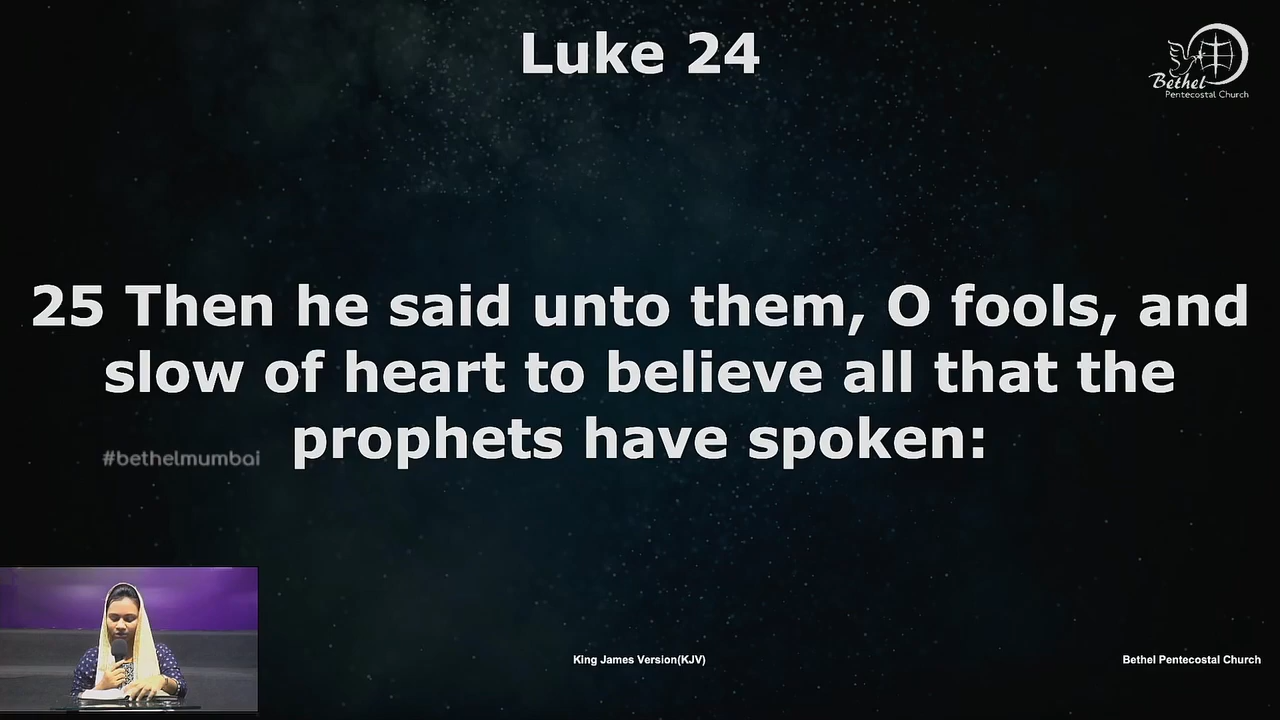 Luke 24
Bethel
Pentecostal Church
25 Then he said unto them, O fools, and
slow of heart to believe all that the
prophets have spoken:
#bethelmumbai
King James Version(KJV)
Bethel Pentecostal Church